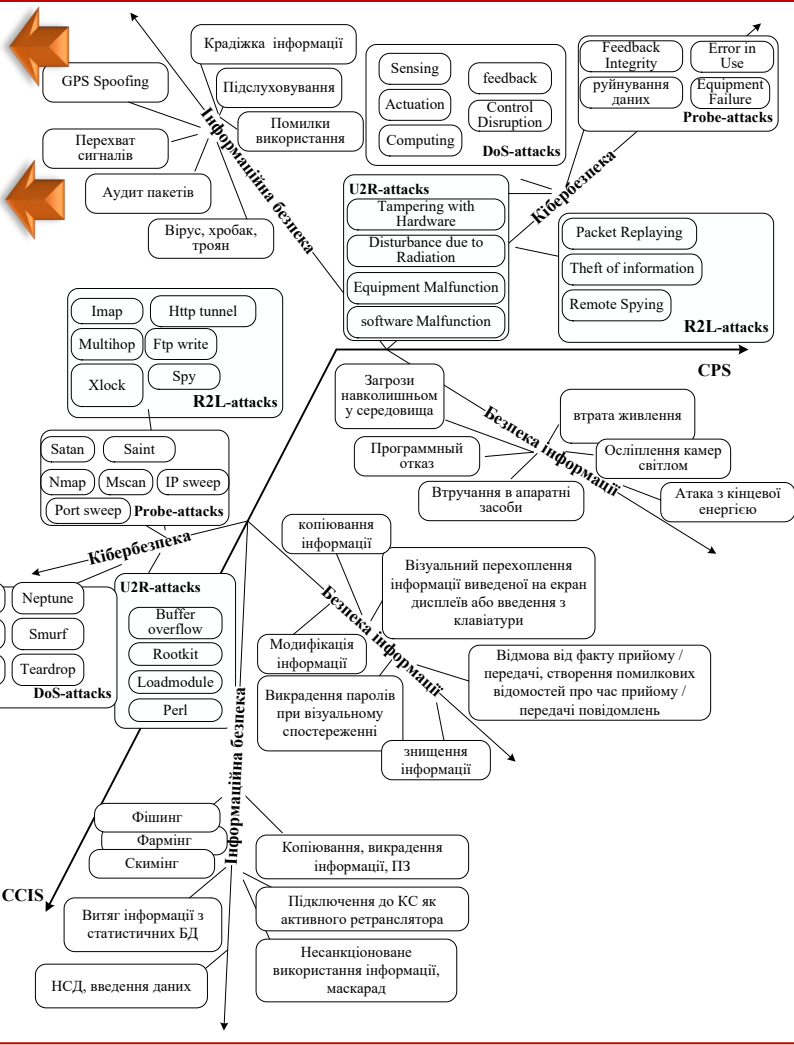 Крадіжка інформації
GPS Spoofing
Підслуховування
Помилки
використання
Перехват
сигналів
Аудит пакетів
Вірус, хробак,
троян
Інформаційна безпека
Sensing
feedback
Actuation
Control
Disruption
Computing
DoS-attacks
Feedback
Integrity
Error in
Use
руйнування
даних
Equipment
Failure
Probe-attacks
Кібербезпека
U2R-attacks
Tampering with
Hardware
Disturbance due to
Radiation
Equipment Malfunction
software Malfunction
Packet Replaying
Theft of information
Remote Spying
R2L-attacks
CPS
Imap
Http tunnel
Multihop
Ftp write
Xlock
Spy
R2L-attacks
Загрози
навколишньом
у середовища
Безпека інформації
втрата живлення
Программный
отказ
Осліплення камер
світлом
Втручання в апаратні
засоби
Атака з кінцевої
енергією
Satan
Saint
Nmap
Mscan
IP sweep
Port sweep
Probe-attacks
Кібербезпека
Neptune
Smurf
Teardrop
DoS-attacks
U2R-attacks
Buffer
overflow
Rootkit
Loadmodule
Perl
копіювання
інформації
Візуальний перехоплення
інформації виведеної на екран
дисплеїв або введення з
клавіатури
Безпека інформації
Модифікація
інформації
Викрадення паролів
при візуальному
спостереженні
Відмова від факту прийому /
передачі, створення помилкових
відомостей про час прийому /
передачі повідомлень
знищення
інформації
Інформаційна безпека
Фішинг
Фармінг
Скимінг
Копіювання, викрадення
інформації, ПЗ
CCIS
Витяг інформації з
статистичних БД
Підключення до КС як
активного ретранслятора
Несанкціоноване
використання інформації,
маскарад
НСД, введення даних